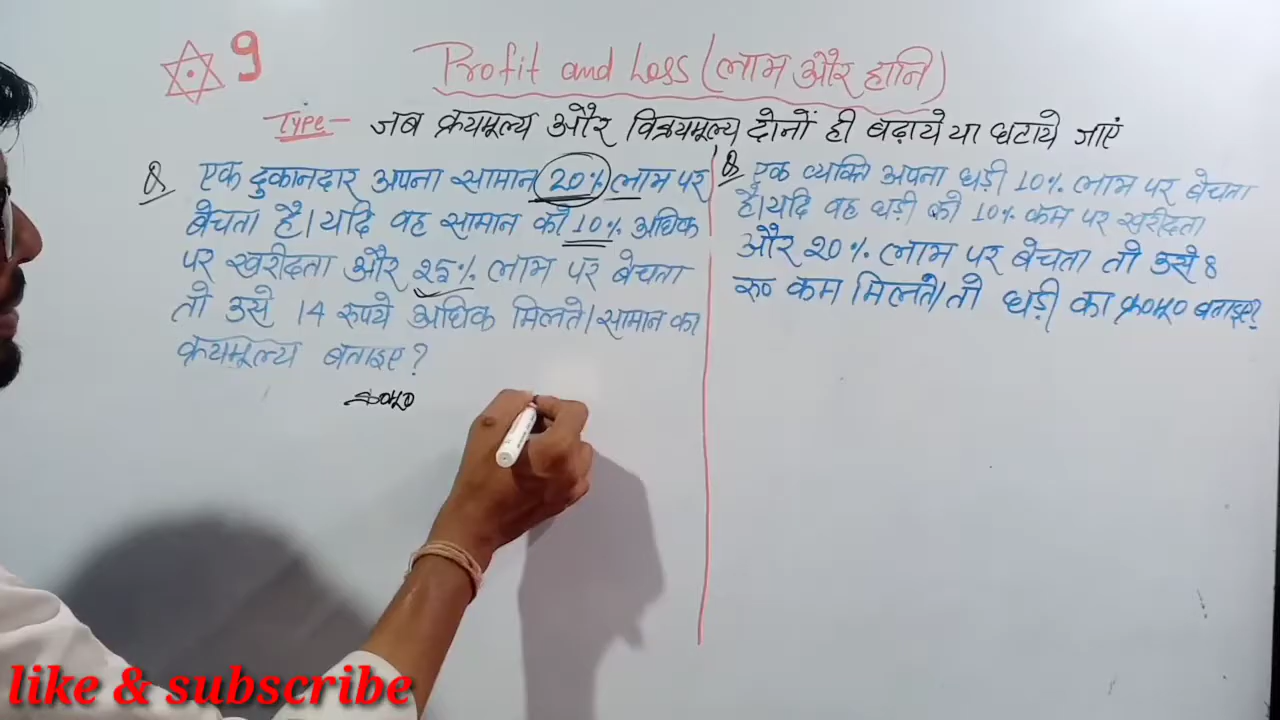 9
Profit and Loss (लाभ और हानि)
Type- जब क्रयमूल्य और विक्रयमूल्य दोनों ही बढ़ाये या घटाये जाएं
Q एक दुकानदार अपना सामान 20% लाभ पर
बेचता है। यदि वह सामान को 10% अधिक
पर खरीदता और 25% लाभ पर बेचता
तो उसे 14 रुपये अधिक मिलते। सामान का
क्रयमूल्य बताइए?
क्र०मू०
Q एक व्यक्ति अपना घड़ी 10% लाभ पर बेचता
है। यदि वह घड़ी को 10% कम पर खरीदता
और 20% लाभ पर बेचता तो उसे 8
रु० कम मिलते। तो घड़ी का क्र०मू० बताइए?
like & subscribe